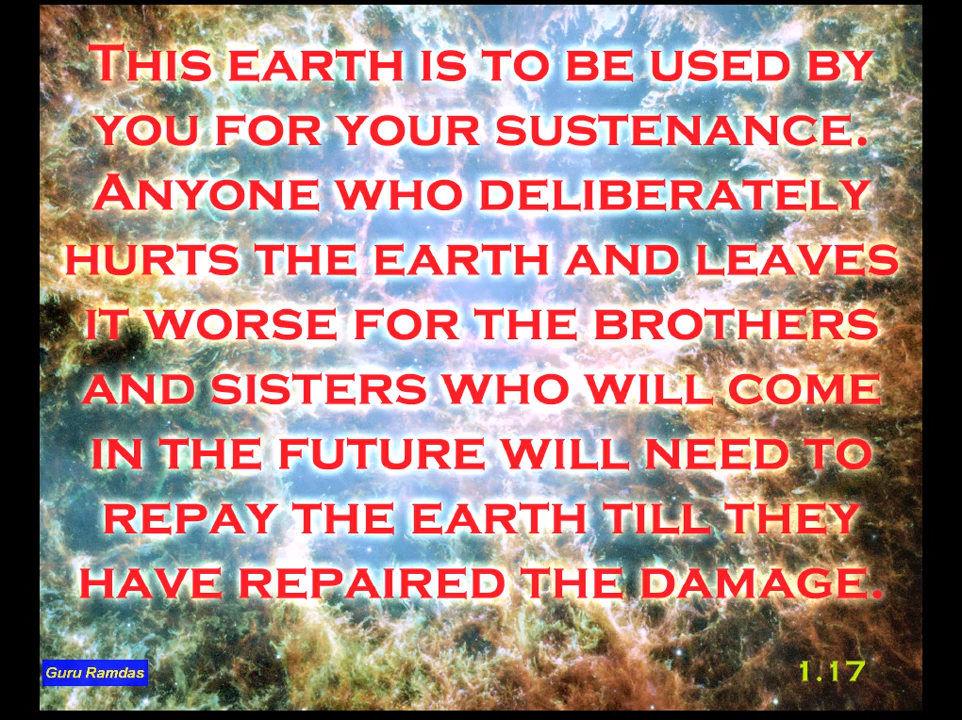 This earth is to be used by
you for your sustenance.
Anyone who deliberately
hurts the earth and leaves
it worse for the brothers
and sisters who will come
in the future will need to
repay the earth till they
have repaired the damage.
Guru Ramdas
1.17